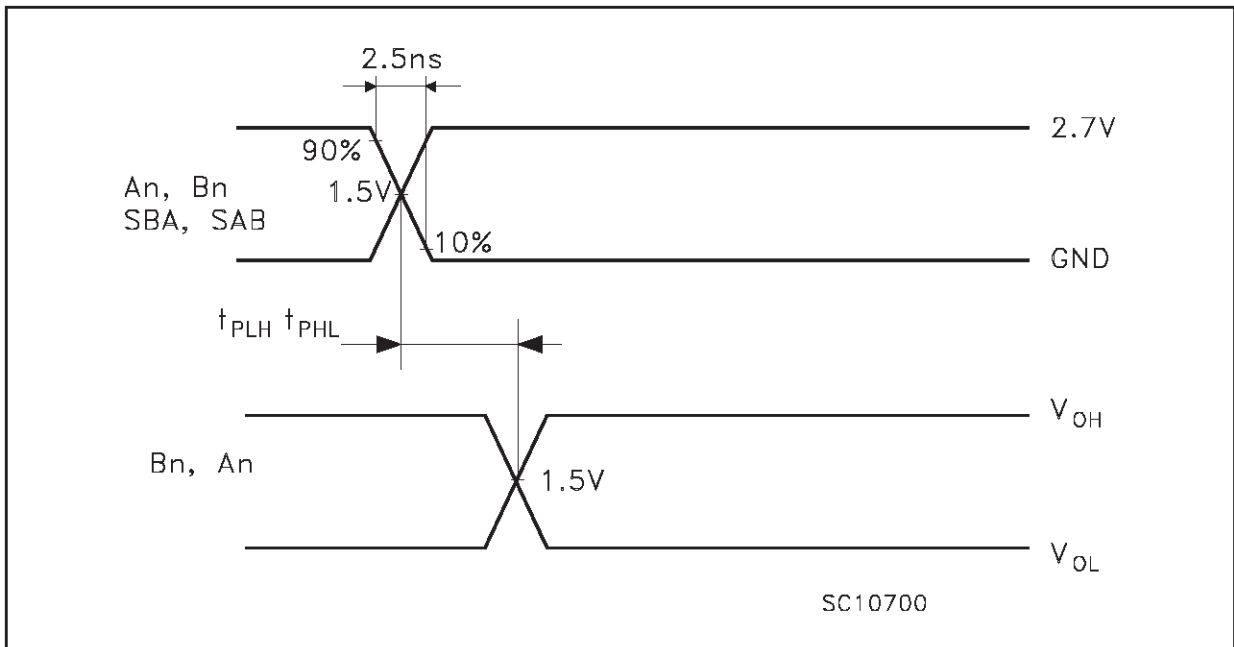 2.5ns
2.7V
90%
An, Bn
SBA, SAB
1.5V
10%
GND
tPLH tPHL
VOH
Bn, An
1.5V
VOL
SC10700